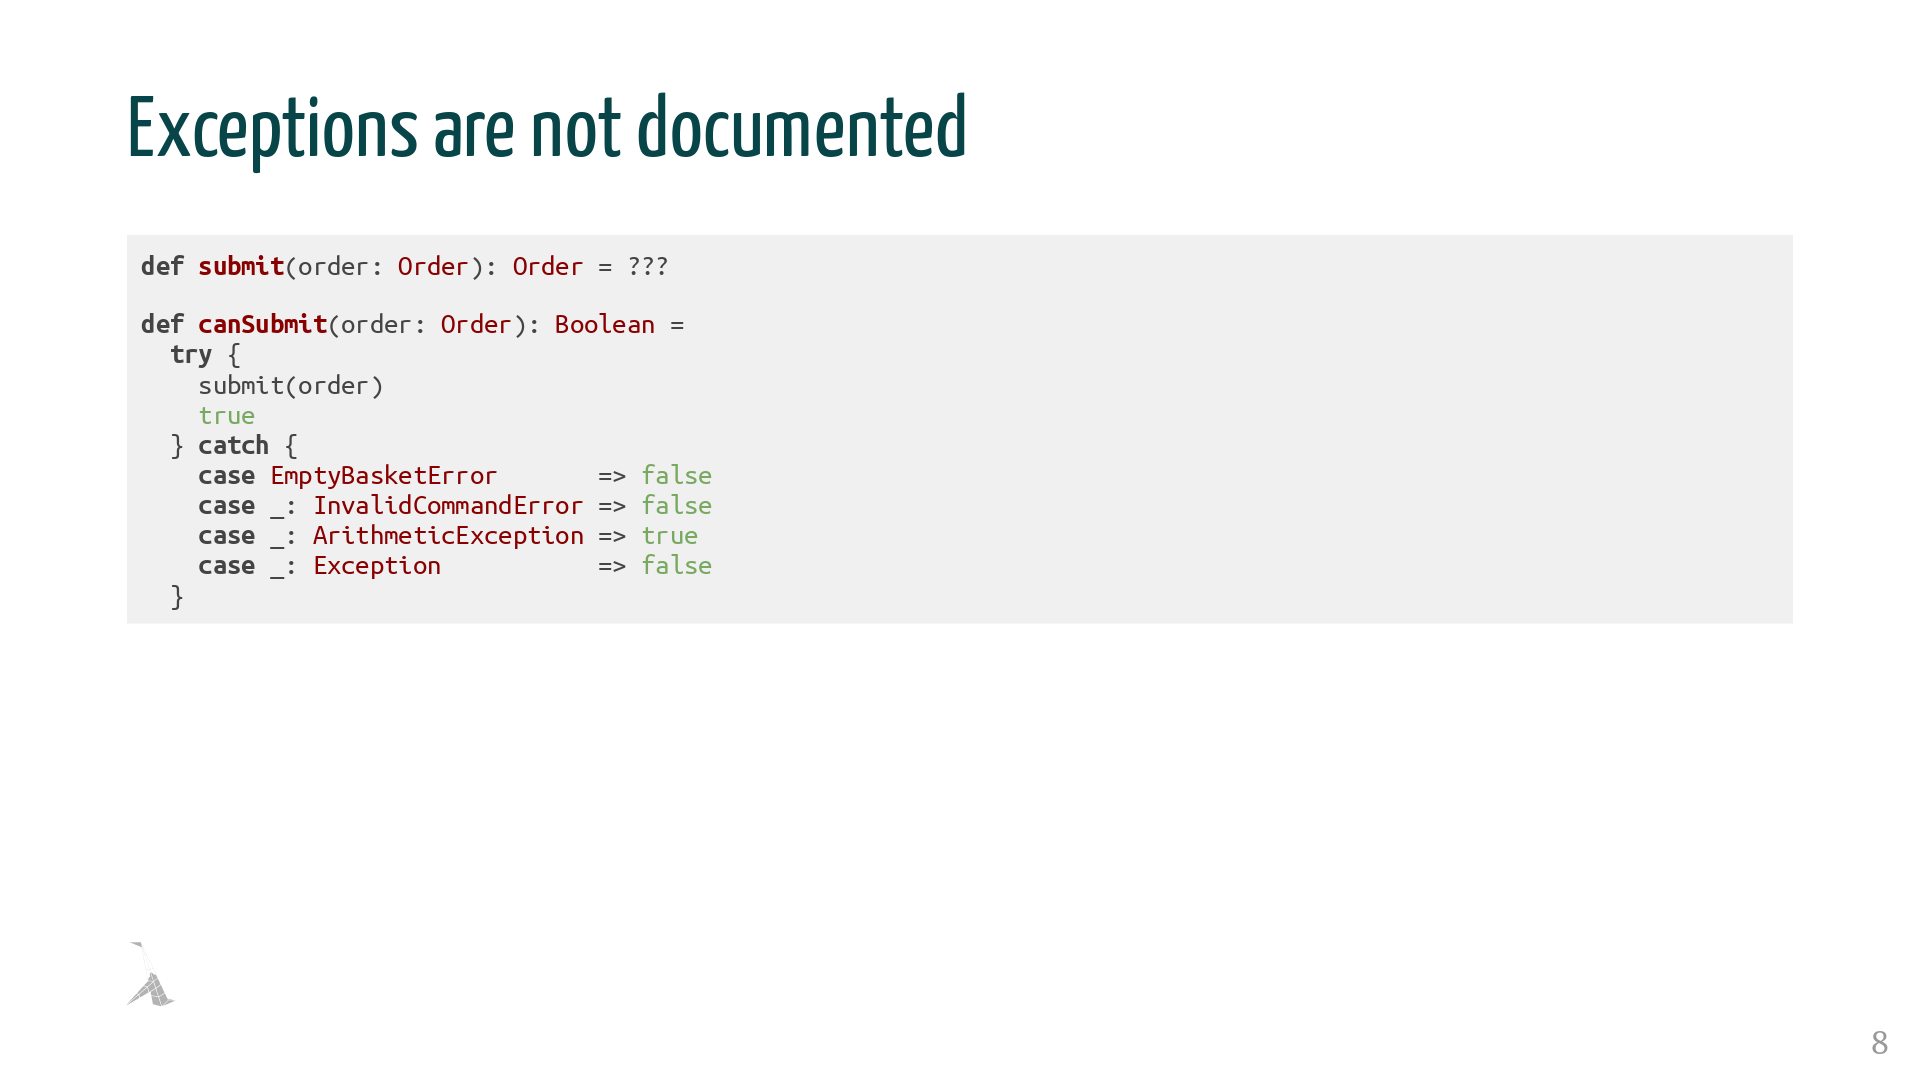 Exceptions are not documented
def submit(order: Order): Order = ???
def canSubmit(order: Order): Boolean =
  try {
    submit(order)
    true
  } catch {
    case EmptyBasketError       => false
    case _: InvalidCommandError => false
    case _: ArithmeticException => true
    case _: Exception           => false
  }
8